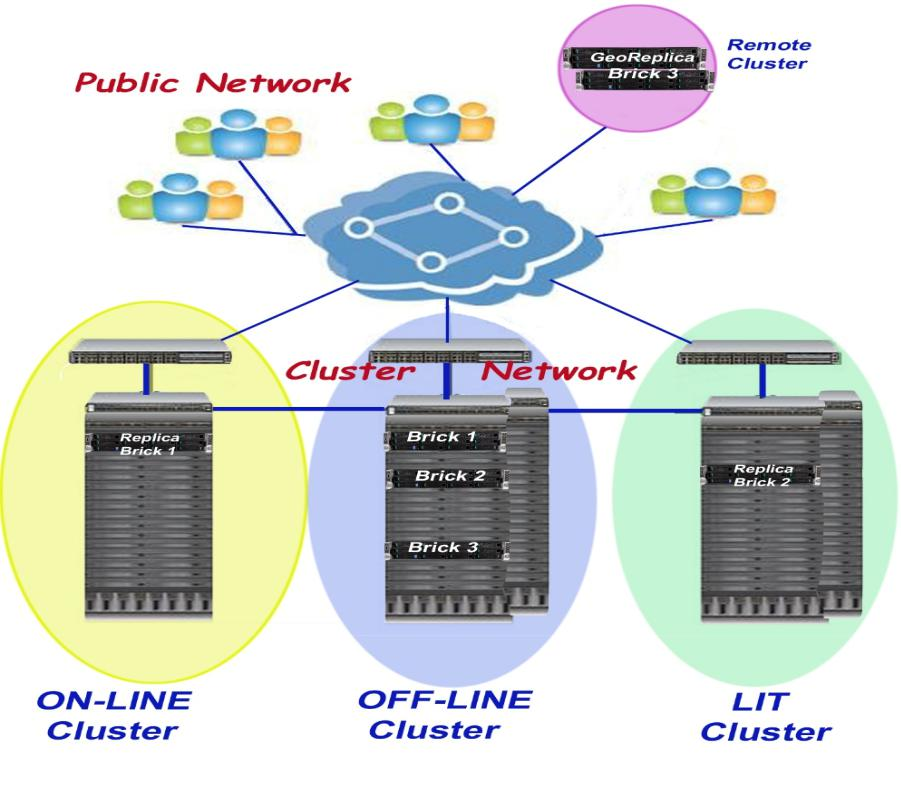 Remote
Cluster
GeoReplica
Brick 3
Public Network
Cluster Network
Replica
Brick 1
Brick 1
Brick 2
Brick 3
Replica
Brick 2
ON-LINE
Cluster
OFF-LINE
Cluster
LIT
Cluster